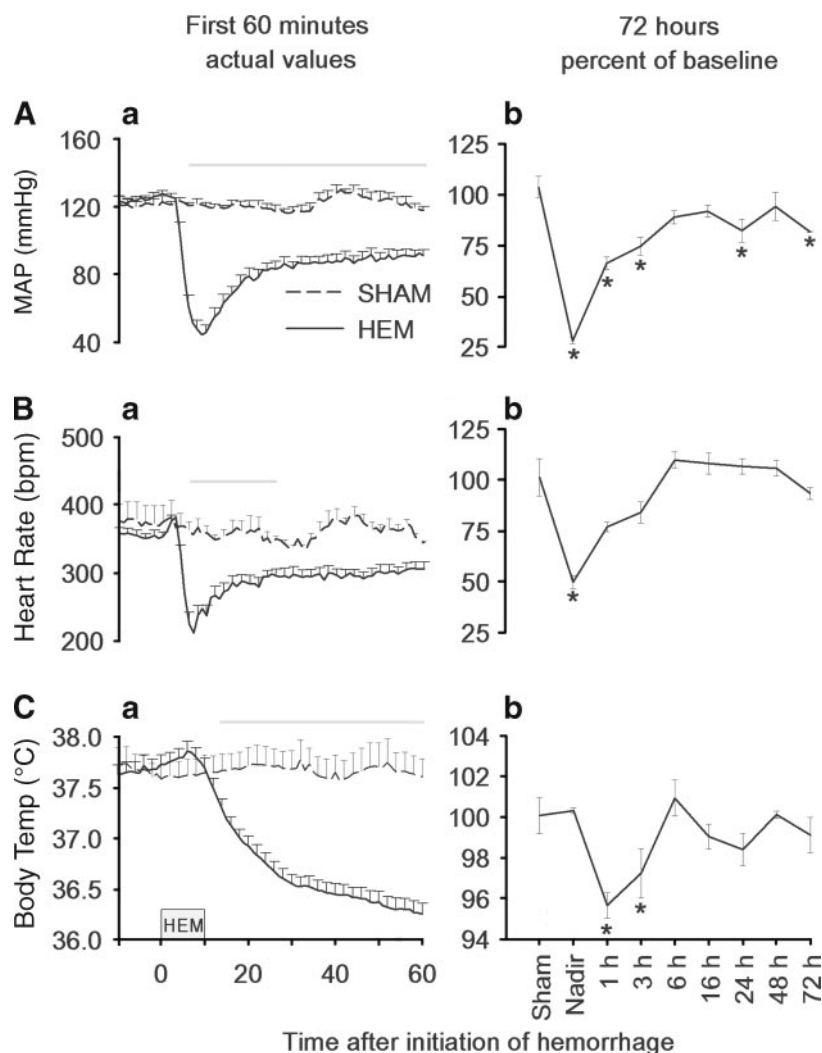 First 60 minutes
actual values
72 hours
percent of baseline
A
a
b
MAP (mmHg)
160
120
80
40
SHAM
HEM
125
100
75
50
25
*
*
*
*
*
B
a
b
Heart Rate (bpm)
500
400
300
200
125
100
75
50
25
*
C
a
b
Body Temp (°C)
38.0
37.5
37.0
36.5
36.0
HEM
0
20
40
60
104
102
100
98
96
94
*
*
Sham
Nadir
1 h
3 h
6 h
16 h
24 h
48 h
72 h
Time after initiation of hemorrhage